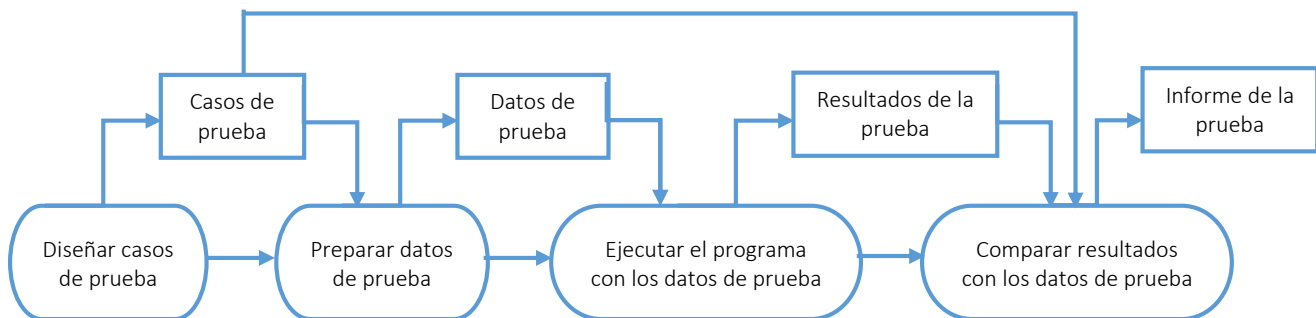 Casos de
prueba
Datos de
prueba
Resultados de la
prueba
Informe de la
prueba
Diseñar casos
de prueba
Preparar datos
de prueba
Ejecutar el programa
con los datos de prueba
Comparar resultados
con los datos de prueba